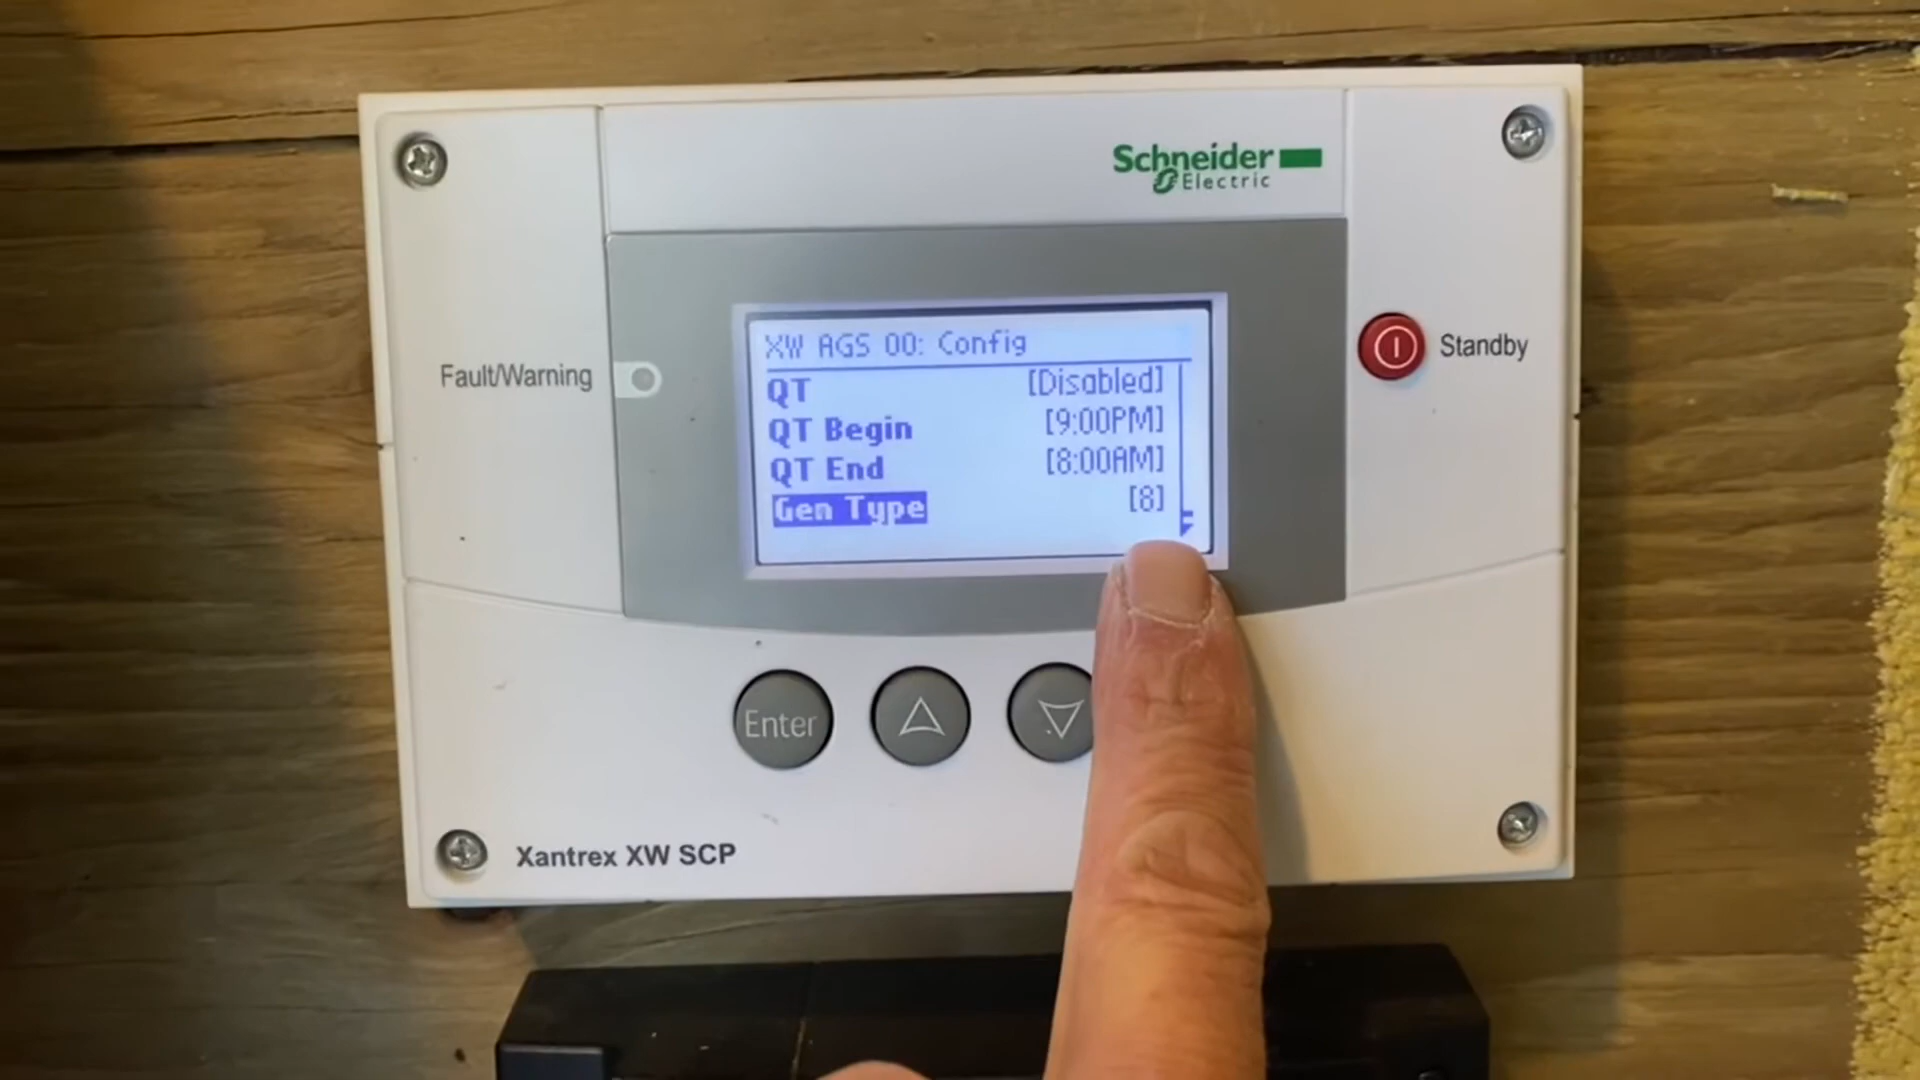 Schneider
Electric
Fault/Warning
Standby
XW AGS 00: Config
QT [Disabled]
QT Begin [9:00PM]
QT End [8:00AM]
Gen Type [8]
Enter
Xantrex XW SCP